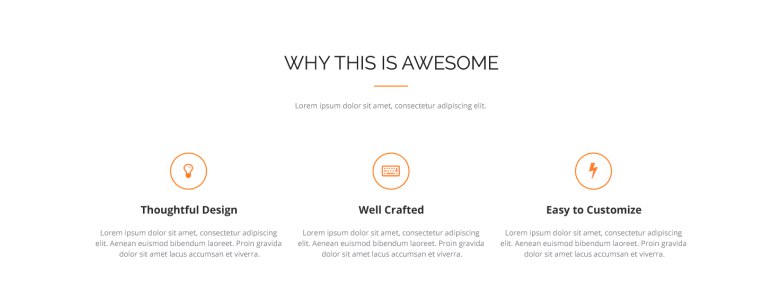 WHY THIS IS AWESOME
Lorem ipsum dolor sit amet, consectetur adipiscing elit.
Thoughtful Design
Lorem ipsum dolor sit amet, consectetur adipiscing
elit. Aenean euismod bibendum laoreet. Proin gravida
dolor sit amet lacus accumsan et viverra.
Well Crafted
Lorem ipsum dolor sit amet, consectetur adipiscing
elit. Aenean euismod bibendum laoreet. Proin gravida
dolor sit amet lacus accumsan et viverra.
Easy to Customize
Lorem ipsum dolor sit amet, consectetur adipiscing
elit. Aenean euismod bibendum laoreet. Proin gravida
dolor sit amet lacus accumsan et viverra.